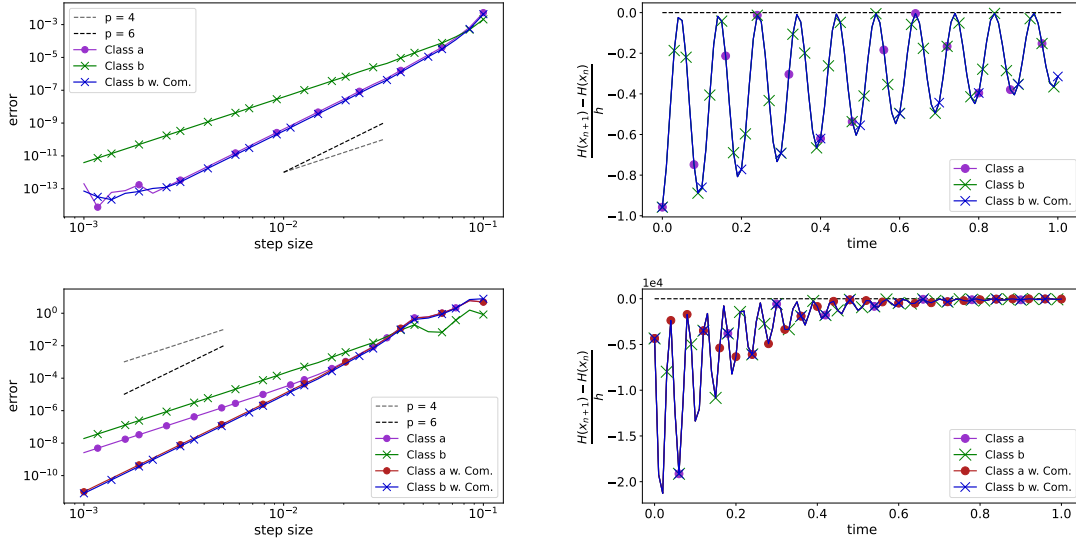 error
10⁻¹
10⁻³
10⁻⁵
10⁻⁷
10⁻⁹
10⁻¹¹
10⁻¹³
p = 4
p = 6
Class a
Class b
Class b w. Com.
10⁻³
10⁻²
10⁻¹
step size
H(xₙ₊₁) − H(xₙ)
h
0.0
−0.2
−0.4
−0.6
−0.8
−1.0
Class a
Class b
Class b w. Com.
0.0
0.2
0.4
0.6
0.8
1.0
time
error
10⁰
10⁻²
10⁻⁴
10⁻⁶
10⁻⁸
10⁻¹⁰
p = 4
p = 6
Class a
Class b
Class a w. Com.
Class b w. Com.
10⁻³
10⁻²
10⁻¹
step size
1e4
H(xₙ₊₁) − H(xₙ)
h
0.0
−0.5
−1.0
−1.5
−2.0
Class a
Class b
Class a w. Com.
Class b w. Com.
0.0
0.2
0.4
0.6
0.8
1.0
time